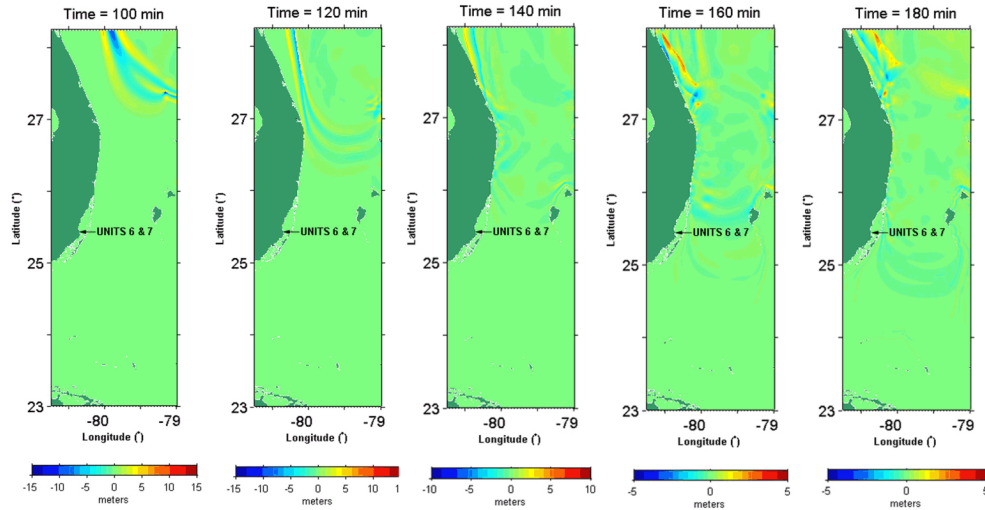 Time = 100 min
Time = 120 min
Time = 140 min
Time = 160 min
Time = 180 min
Latitude (°)
27
25
23
UNITS 6 & 7
-80
-79
Longitude (°)
Latitude (°)
27
25
23
UNITS 6 & 7
-80
-79
Longitude (°)
Latitude (°)
27
25
23
UNITS 6 & 7
-80
-79
Longitude (°)
Latitude (°)
27
25
23
UNITS 6 & 7
-80
-79
Longitude (°)
Latitude (°)
27
25
23
UNITS 6 & 7
-80
-79
Longitude (°)
-15 -10 -5 0 5 10 15
meters
-15 -10 -5 0 5 10 1
meters
-10 -5 0 5 10
meters
-5 0 5
meters
-5 0 5
meters